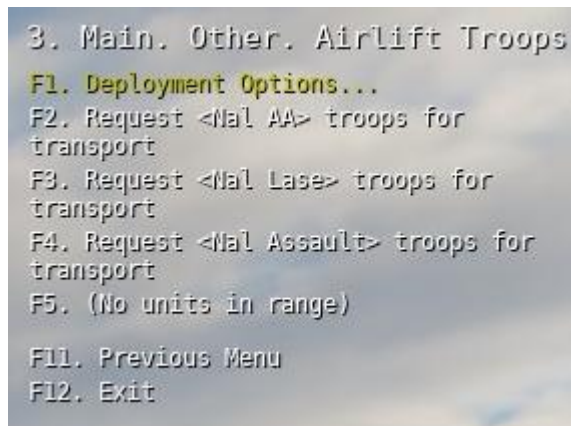 3. Main. Other. Airlift Troops
F1. Deployment Options...
F2. Request <Nal AA> troops for
transport
F3. Request <Nal Lase> troops for
transport
F4. Request <Nal Assault> troops for
transport
F5. (No units in range)
F11. Previous Menu
F12. Exit